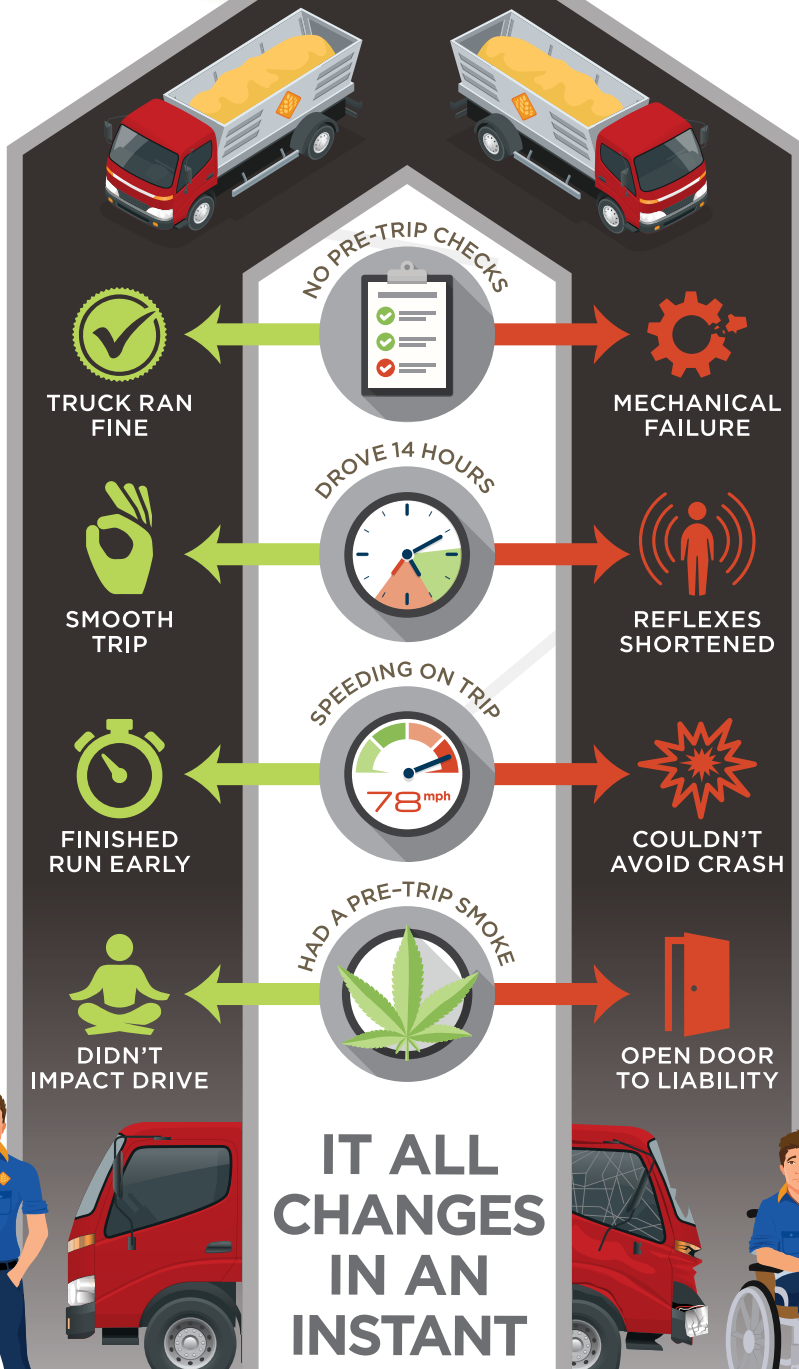 NO PRE-TRIP CHECKS
TRUCK RAN
FINE
MECHANICAL
FAILURE
DROVE 14 HOURS
SMOOTH
TRIP
REFLEXES
SHORTENED
SPEEDING ON TRIP
78 mph
FINISHED
RUN EARLY
COULDN'T
AVOID CRASH
HAD A PRE-TRIP SMOKE
DIDN'T
IMPACT DRIVE
OPEN DOOR
TO LIABILITY
IT ALL
CHANGES
IN AN
INSTANT